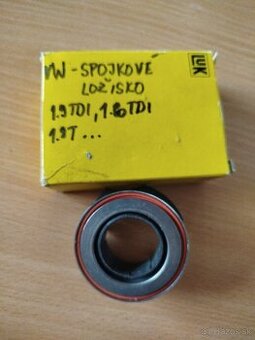 VW-SPOJKOVÉ
LOŽISKO
1.9TDI, 1.6TDI
1.8T...
LUK